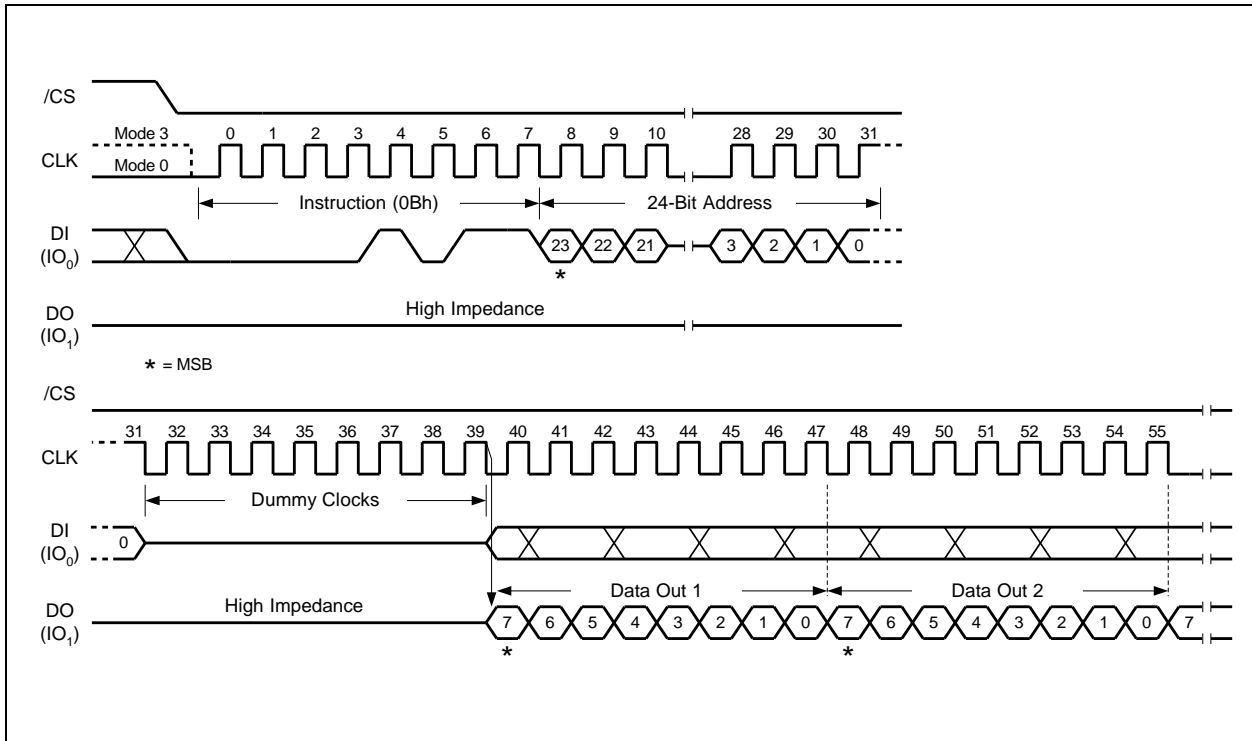 /CS
Mode 3 0 1 2 3 4 5 6 7 8 9 10 28 29 30 31
CLK Mode 0
Instruction (0Bh) 24-Bit Address
DI
(IO0) 23 22 21 3 2 1 0
*
DO High Impedance
(IO1)
* = MSB
/CS
31 32 33 34 35 36 37 38 39 40 41 42 43 44 45 46 47 48 49 50 51 52 53 54 55
CLK
Dummy Clocks
DI
(IO0) 0
Data Out 1 Data Out 2
DO High Impedance
(IO1) 7 6 5 4 3 2 1 0 7 6 5 4 3 2 1 0 7
* *